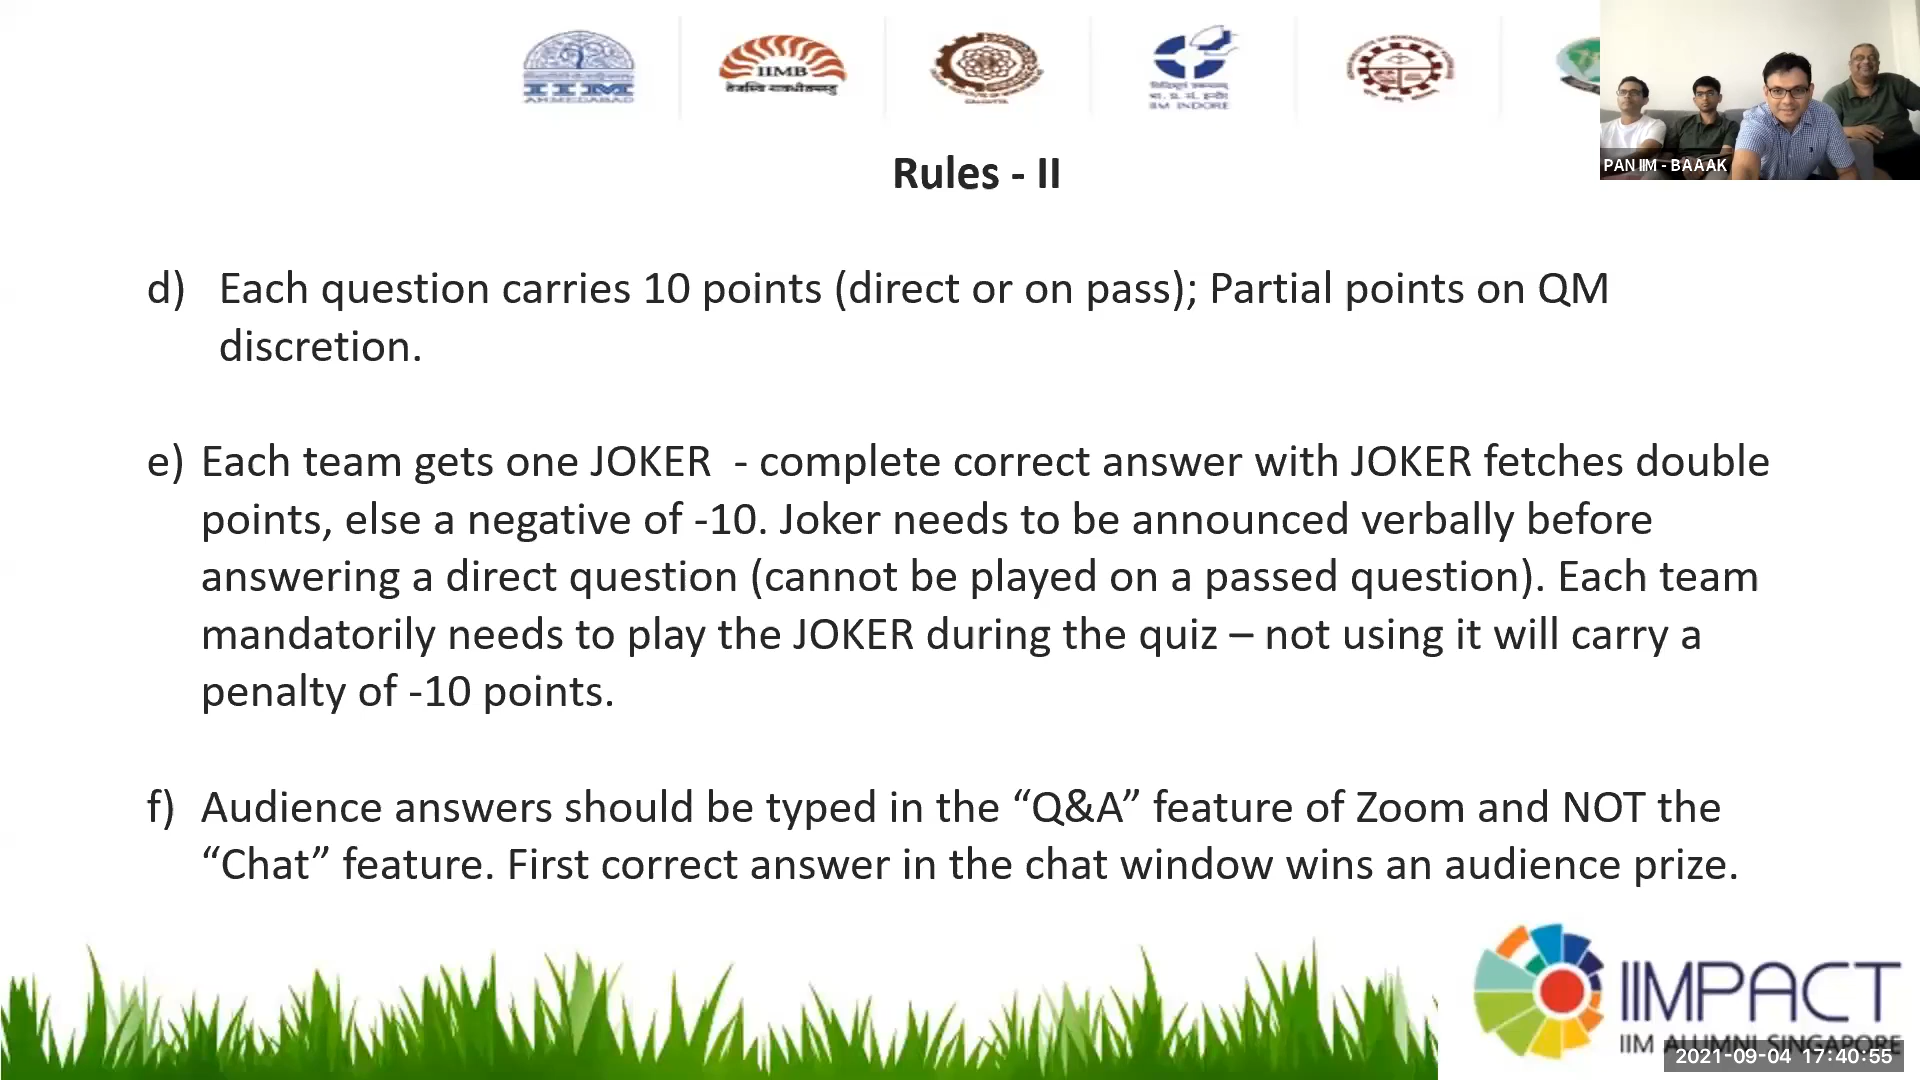 IIM
AHMEDABAD
IIMB
CALCUTTA
IIM INDORE
PAN IIM - BAAAK
Rules - II
d) Each question carries 10 points (direct or on pass); Partial points on QM
discretion.
e) Each team gets one JOKER - complete correct answer with JOKER fetches double
points, else a negative of -10. Joker needs to be announced verbally before
answering a direct question (cannot be played on a passed question). Each team
mandatorily needs to play the JOKER during the quiz – not using it will carry a
penalty of -10 points.
f) Audience answers should be typed in the “Q&A” feature of Zoom and NOT the
“Chat” feature. First correct answer in the chat window wins an audience prize.
IIMPACT
IIM ALUMNI SINGAPORE
2021-09-04 17:40:55